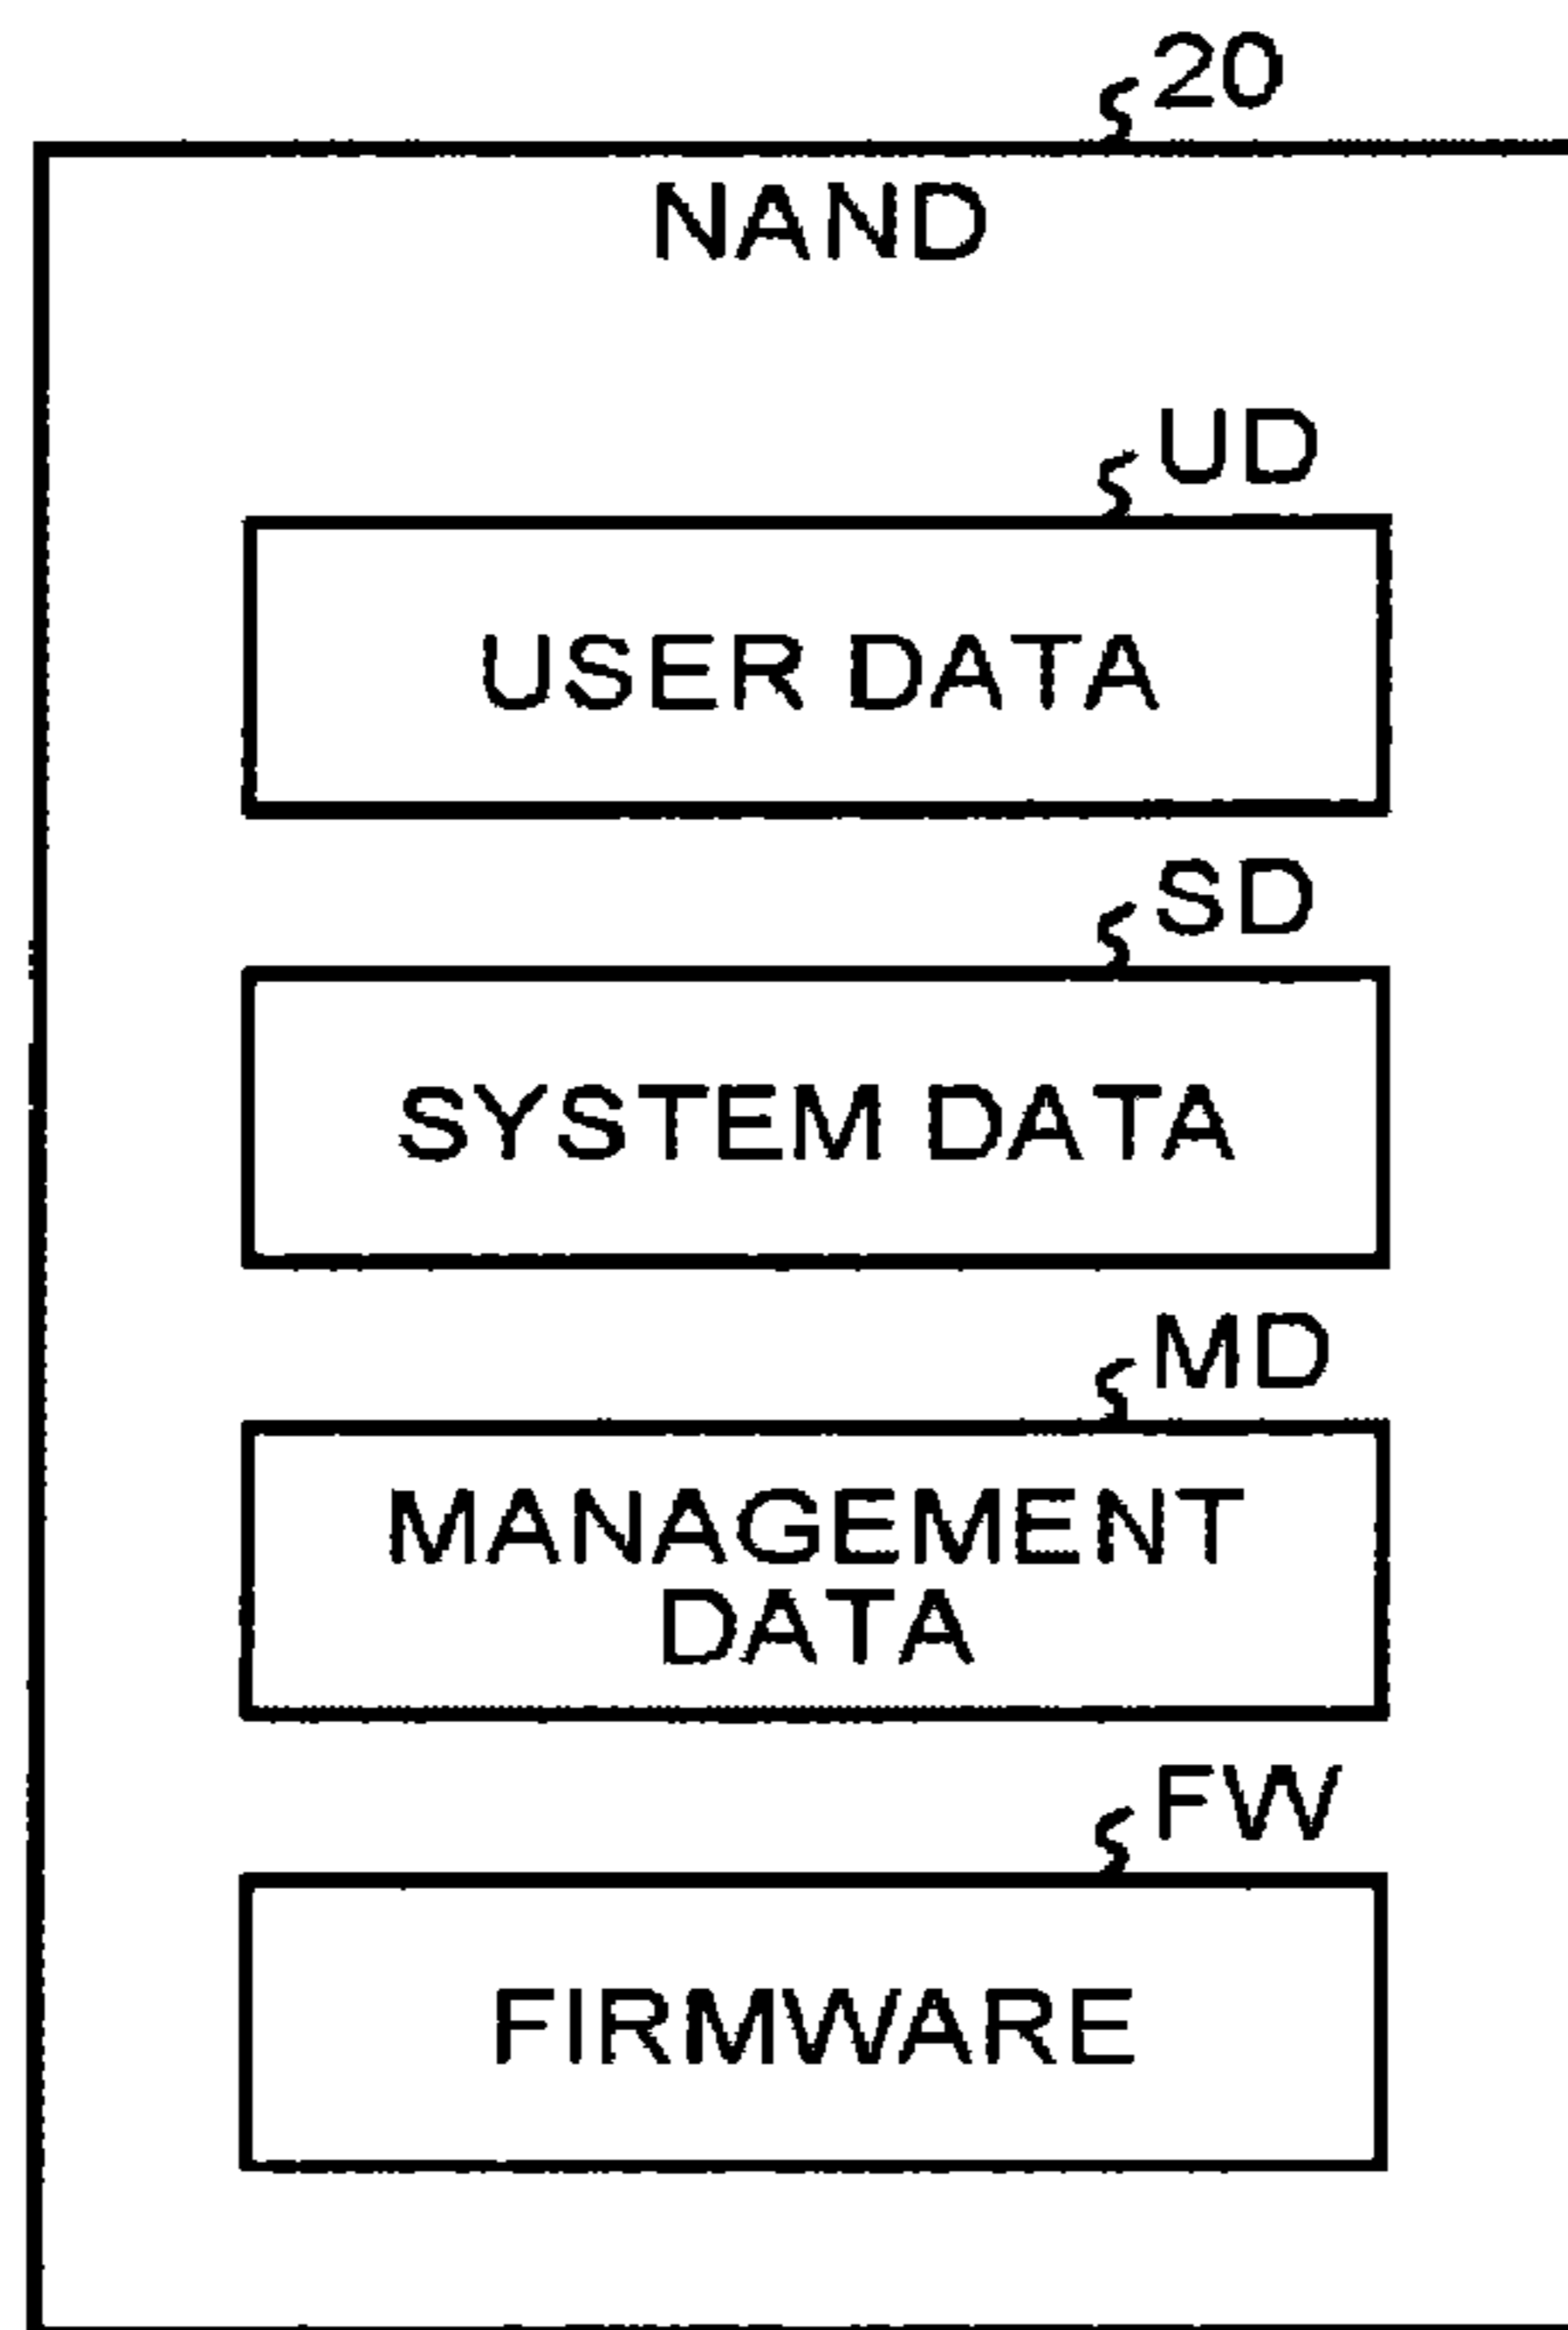 20
NAND
UD
USER DATA
SD
SYSTEM DATA
MD
MANAGEMENT
DATA
FW
FIRMWARE